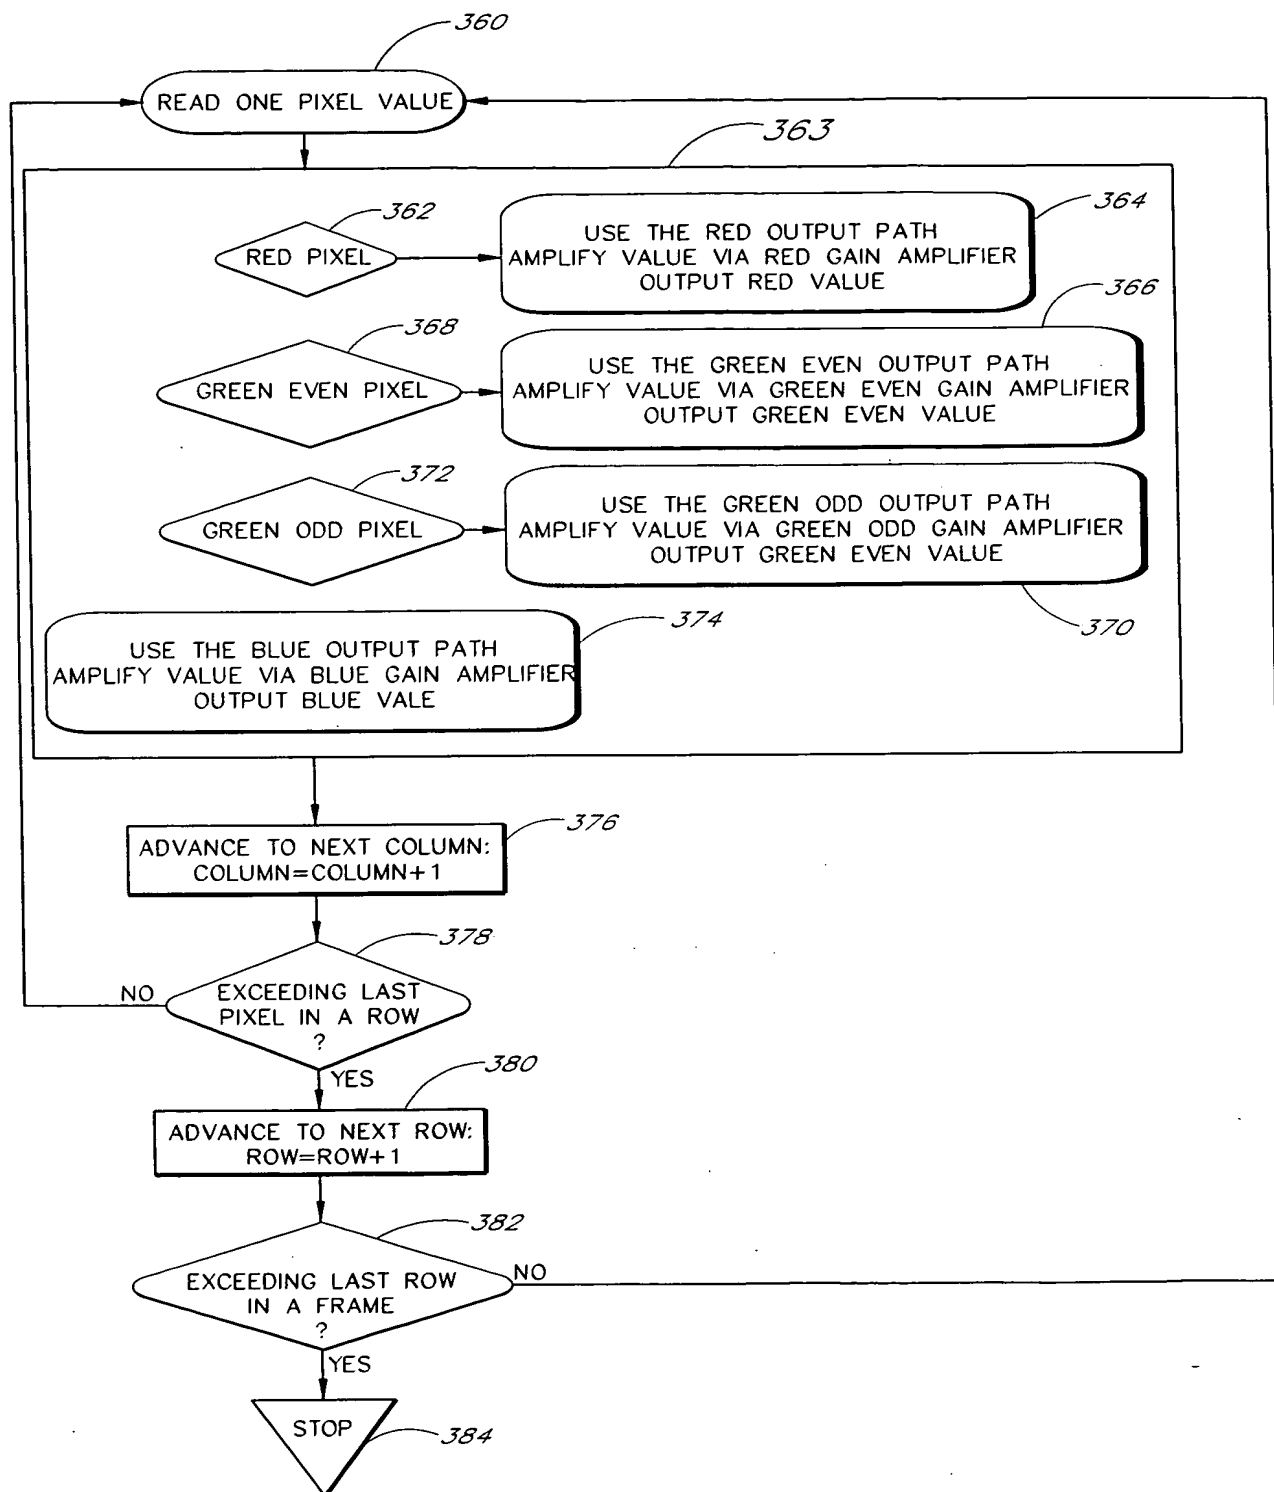 360
READ ONE PIXEL VALUE
363
362
RED PIXEL
364
USE THE RED OUTPUT PATH
AMPLIFY VALUE VIA RED GAIN AMPLIFIER
OUTPUT RED VALUE
366
368
GREEN EVEN PIXEL
USE THE GREEN EVEN OUTPUT PATH
AMPLIFY VALUE VIA GREEN EVEN GAIN AMPLIFIER
OUTPUT GREEN EVEN VALUE
372
GREEN ODD PIXEL
USE THE GREEN ODD OUTPUT PATH
AMPLIFY VALUE VIA GREEN ODD GAIN AMPLIFIER
OUTPUT GREEN EVEN VALUE
370
374
USE THE BLUE OUTPUT PATH
AMPLIFY VALUE VIA BLUE GAIN AMPLIFIER
OUTPUT BLUE VALE
376
ADVANCE TO NEXT COLUMN:
COLUMN=COLUMN+1
378
NO
EXCEEDING LAST
PIXEL IN A ROW
?
YES
380
ADVANCE TO NEXT ROW:
ROW=ROW+1
382
EXCEEDING LAST ROW
IN A FRAME
?
NO
YES
STOP
384